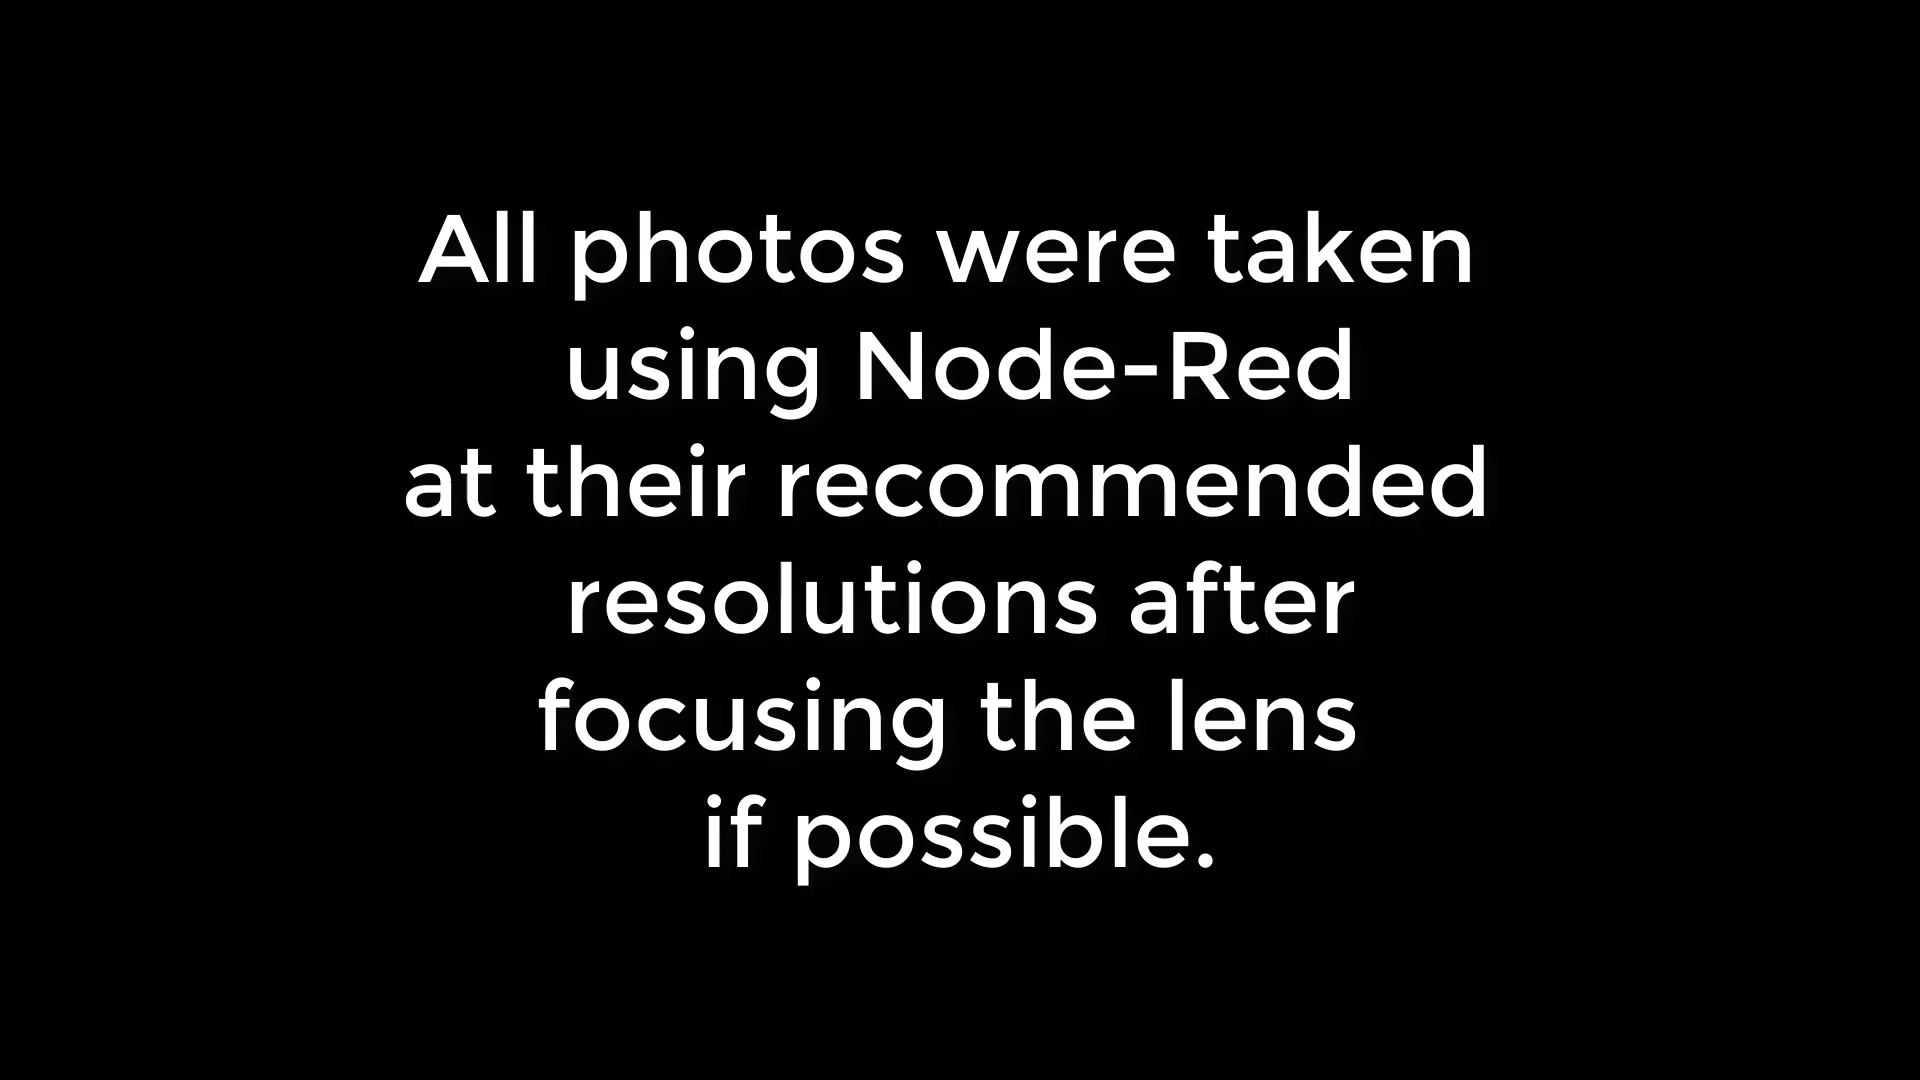 All photos were taken
using Node-Red
at their recommended
resolutions after
focusing the lens
if possible.